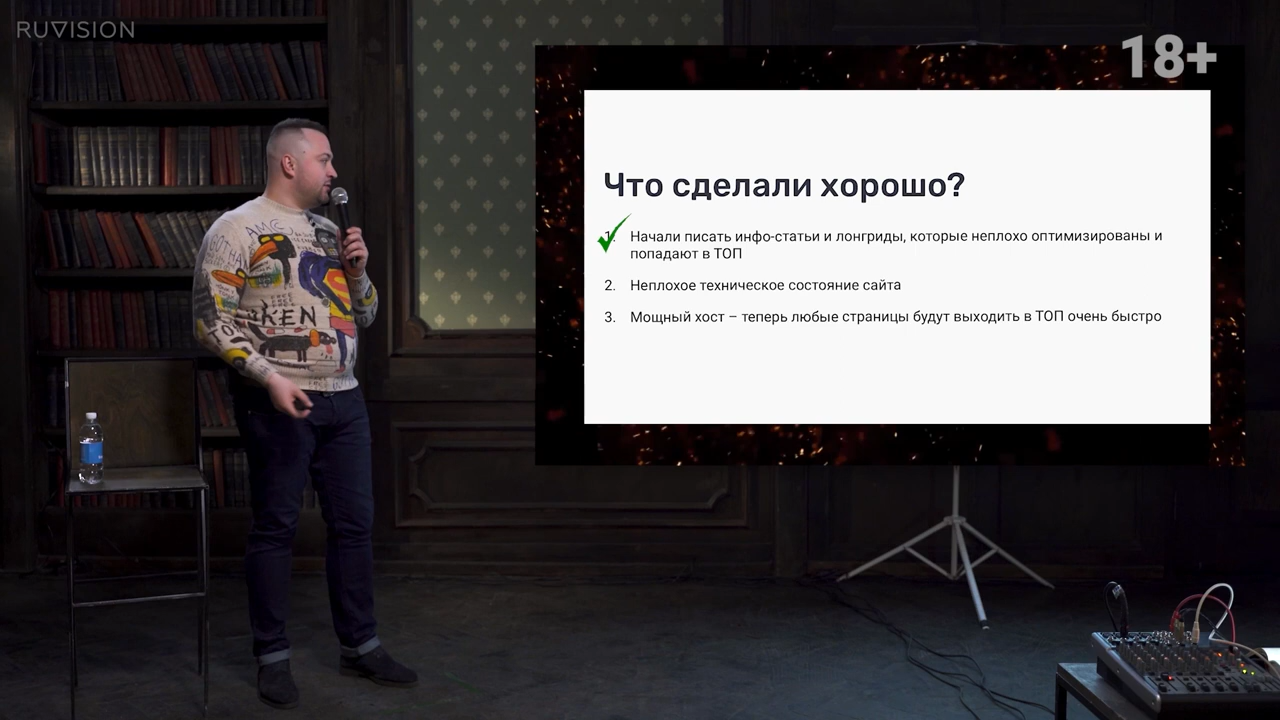 RUVISION
18+
Что сделали хорошо?
1. Начали писать инфо-статьи и лонгриды, которые неплохо оптимизированы и
попадают в ТОП
2. Неплохое техническое состояние сайта
3. Мощный хост – теперь любые страницы будут выходить в ТОП очень быстро